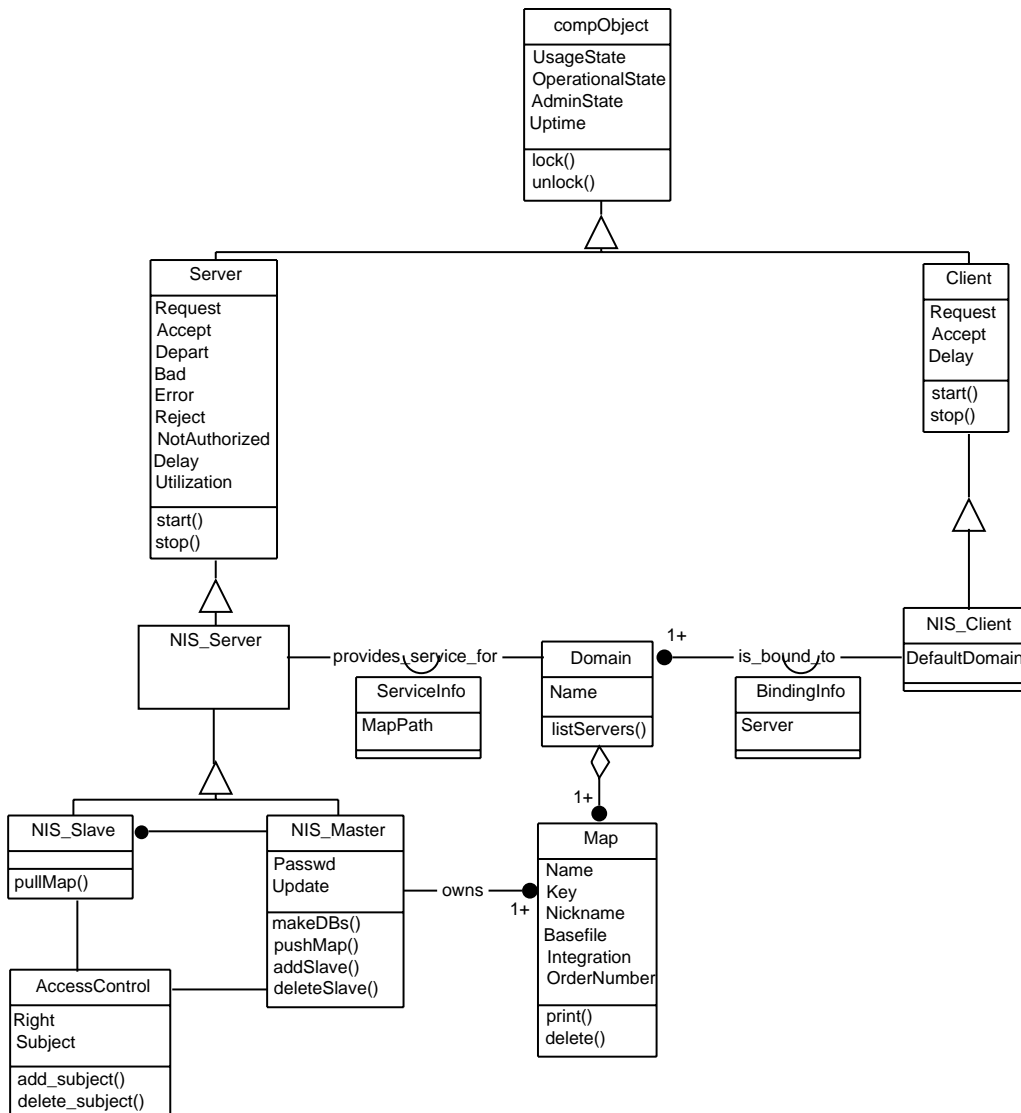 compObject
UsageState
OperationalState
AdminState
Uptime
lock()
unlock()
Server
Request
Accept
Depart
Bad
Error
Reject
NotAuthorized
Delay
Utilization
start()
stop()
Client
Request
Accept
Delay
start()
stop()
NIS_Server
provides_service_for
ServiceInfo
MapPath
Domain
Name
listServers()
1+
is_bound_to
BindingInfo
Server
NIS_Client
DefaultDomain
NIS_Slave
pullMap()
NIS_Master
Passwd
Update
makeDBs()
pushMap()
addSlave()
deleteSlave()
owns
1+
1+
Map
Name
Key
Nickname
Basefile
Integration
OrderNumber
print()
delete()
AccessControl
Right
Subject
add_subject()
delete_subject()